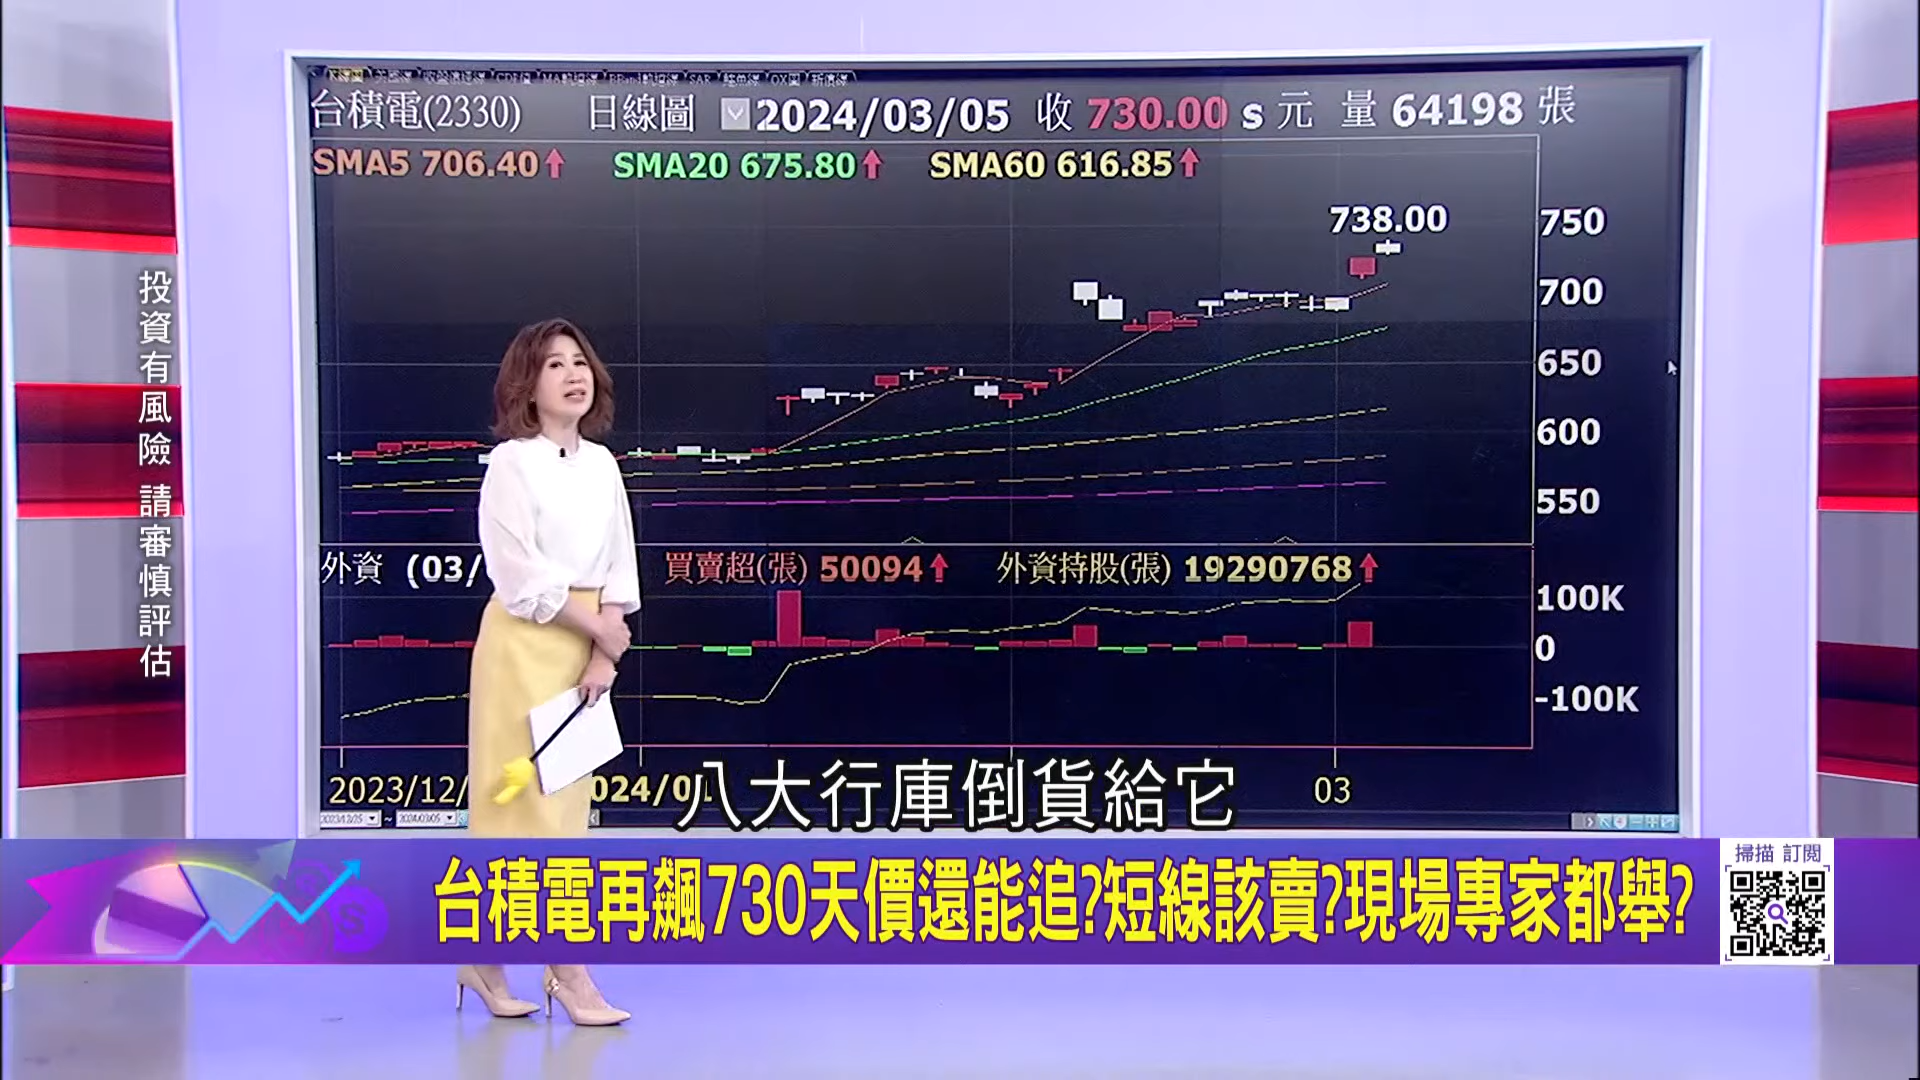 台積電(2330) 日線圖 2024/03/05 收 730.00 s 元 量 64198 張
SMA5 706.40↑ SMA20 675.80↑ SMA60 616.85↑
738.00
750
700
650
600
550
投資有風險 請審慎評估
外資 (03/
買賣超(張) 50094↑ 外資持股(張) 19290768↑
100K
0
-100K
2023/12/
024/01
03
八大行庫倒貨給它
掃描 訂閱
台積電再飆730天價還能追?短線該賣?現場專家都舉?